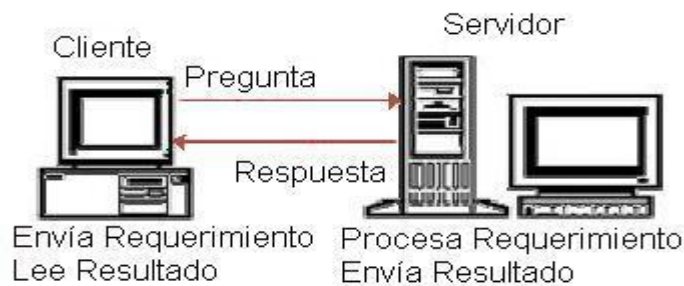 Cliente
Servidor
Pregunta
Respuesta
Envía Requerimiento
Lee Resultado
Procesa Requerimiento
Envía Resultado